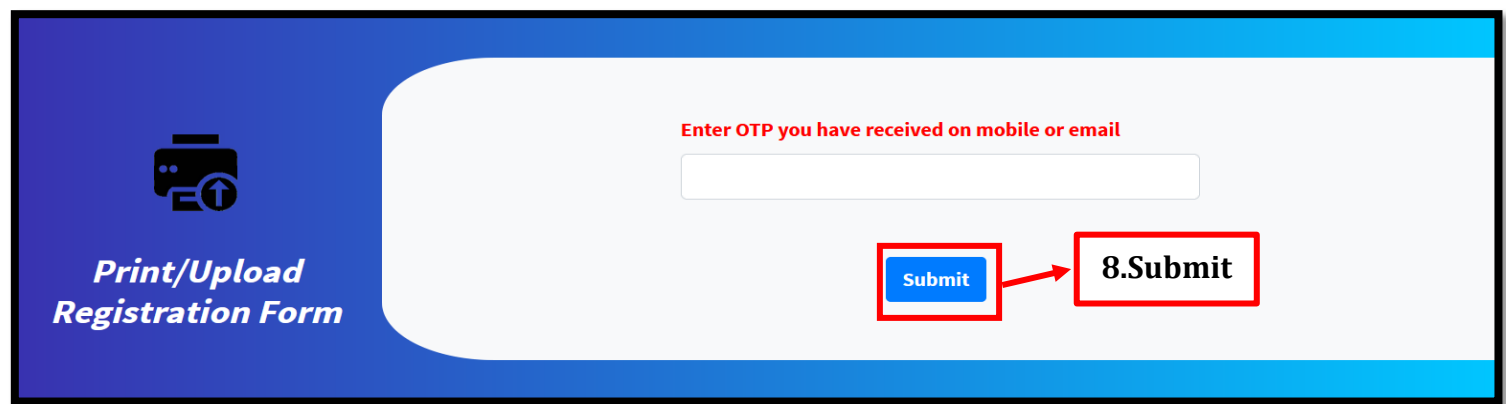 Print/Upload
Registration Form
Enter OTP you have received on mobile or email
Submit
8.Submit